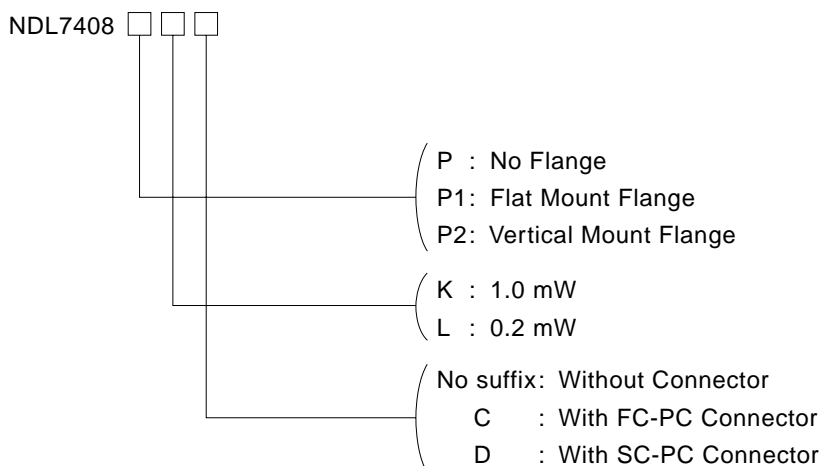 NDL7408
P : No Flange
P1: Flat Mount Flange
P2: Vertical Mount Flange
K : 1.0 mW
L : 0.2 mW
No suffix: Without Connector
C : With FC-PC Connector
D : With SC-PC Connector